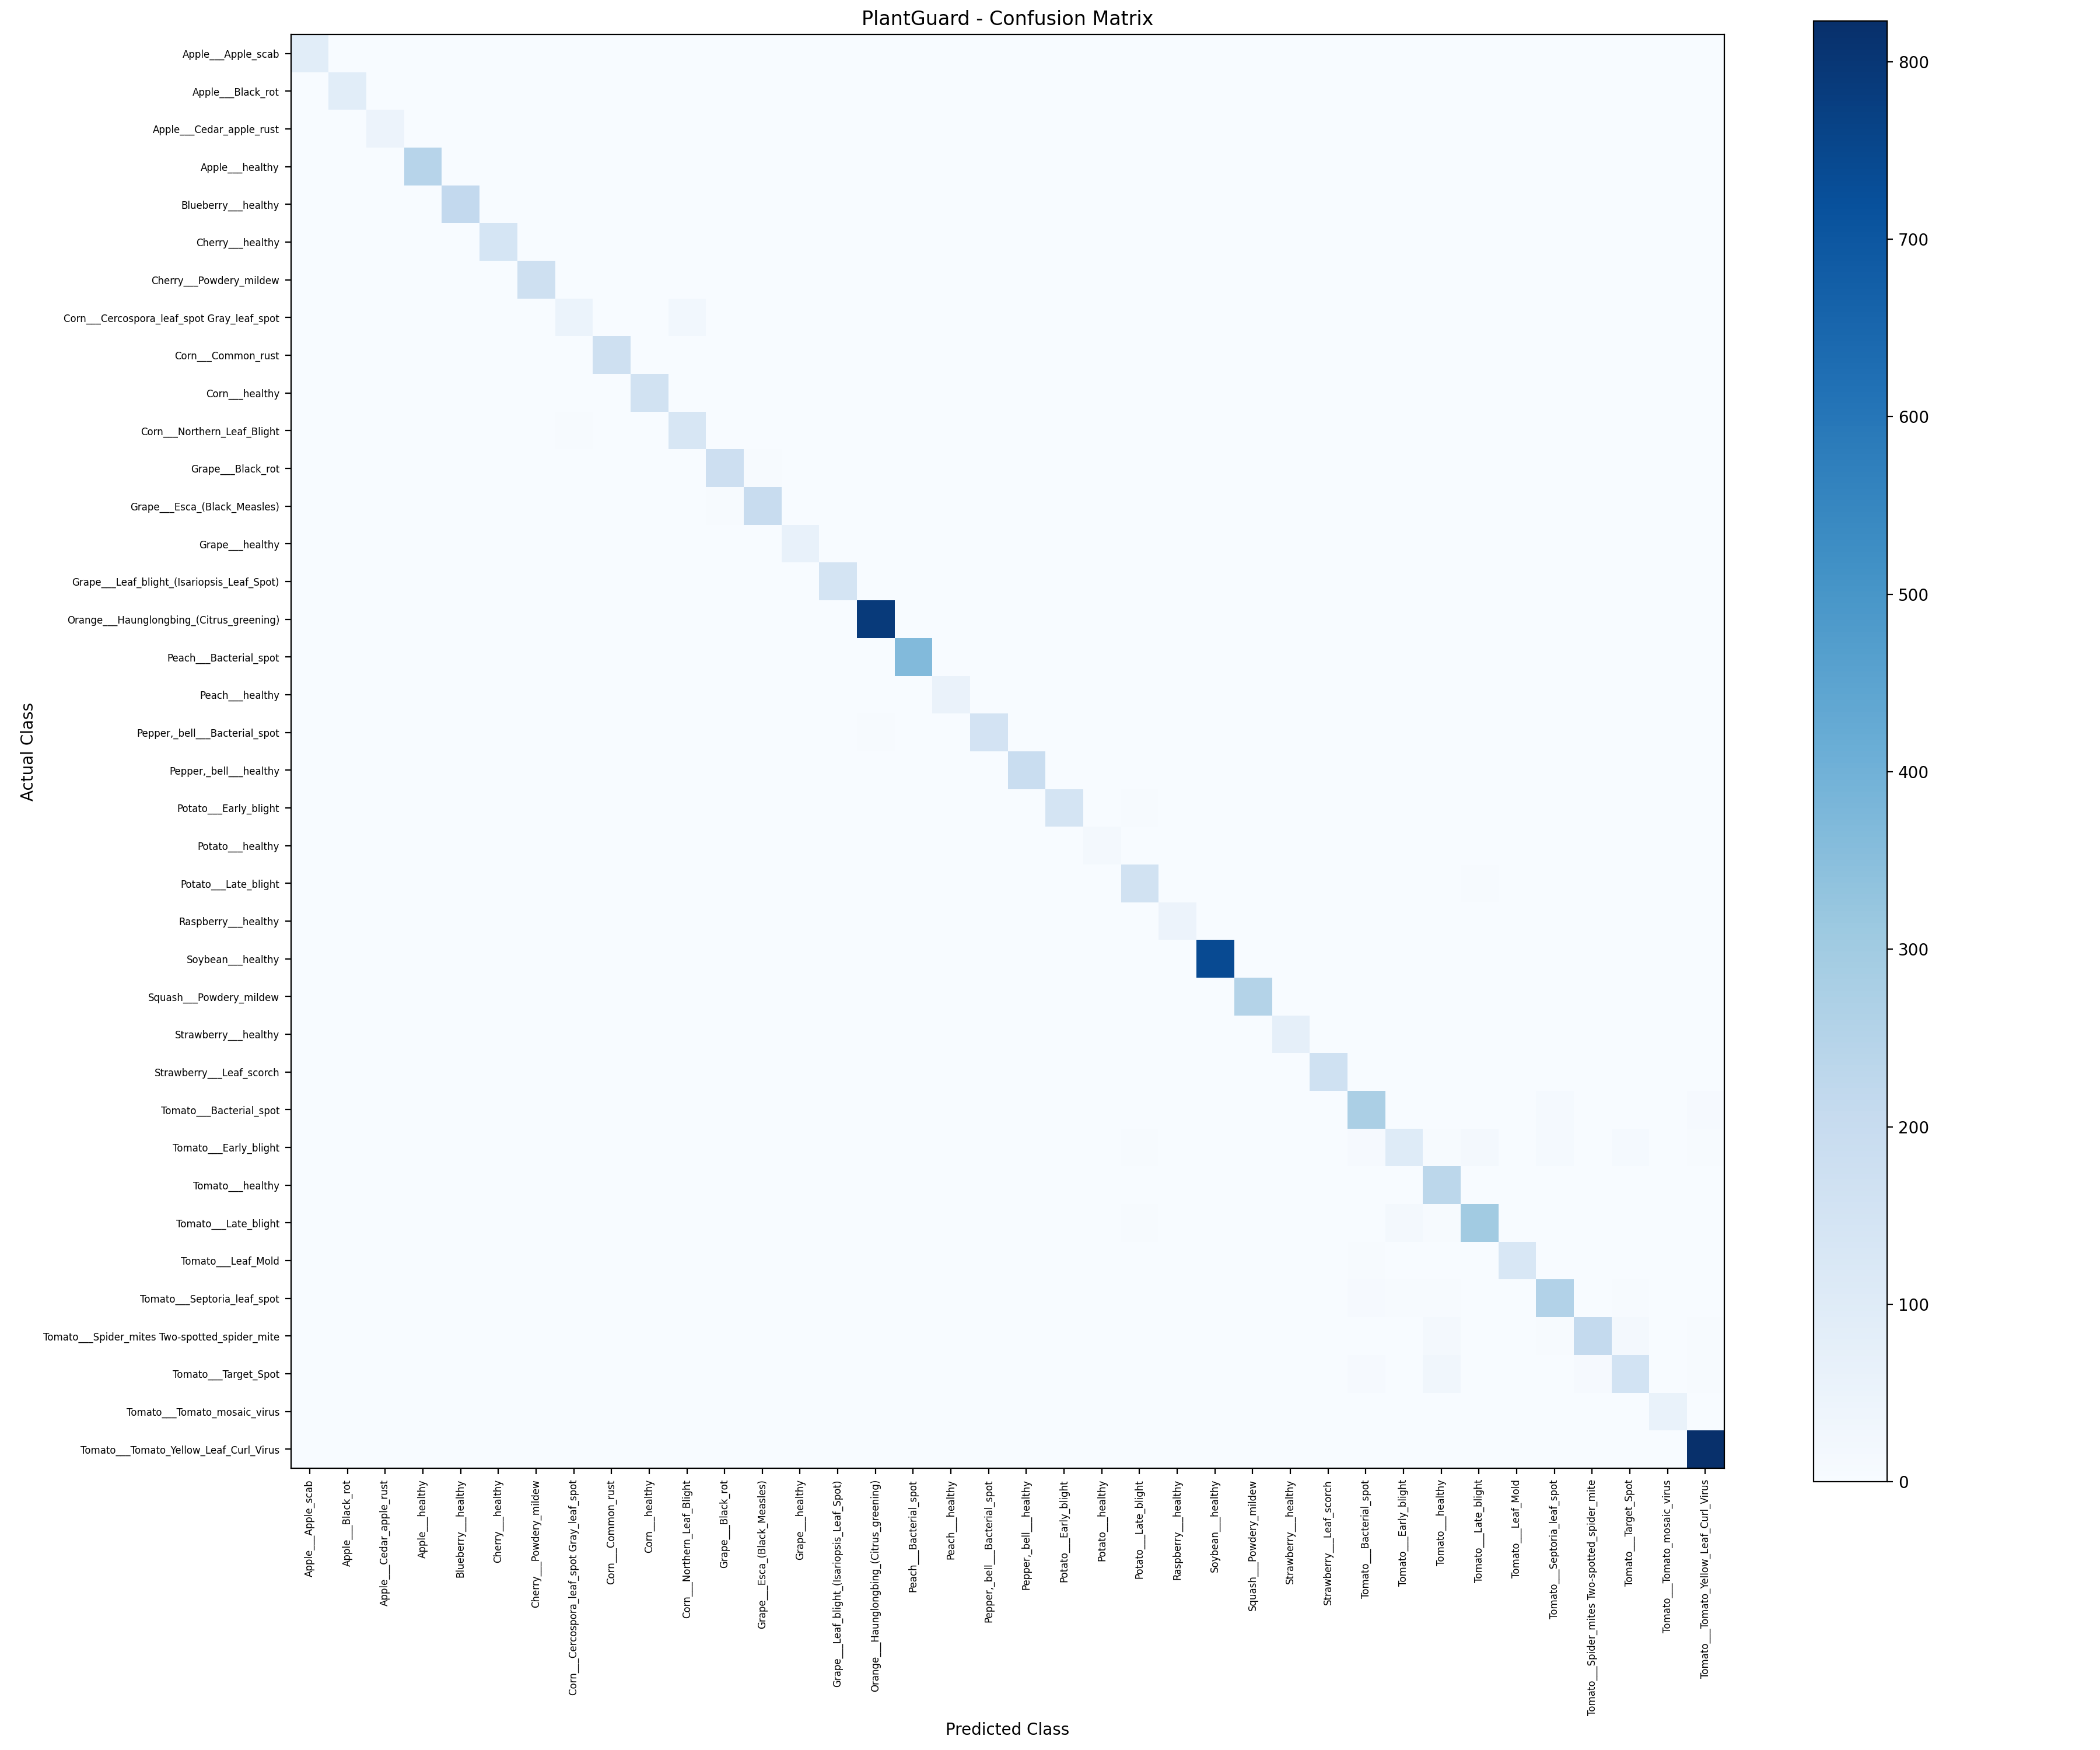 PlantGuard - Confusion Matrix
Actual Class
Apple___Apple_scab
Apple___Black_rot
Apple___Cedar_apple_rust
Apple___healthy
Blueberry___healthy
Cherry___healthy
Cherry___Powdery_mildew
Corn___Cercospora_leaf_spot Gray_leaf_spot
Corn___Common_rust
Corn___healthy
Corn___Northern_Leaf_Blight
Grape___Black_rot
Grape___Esca_(Black_Measles)
Grape___healthy
Grape___Leaf_blight_(Isariopsis_Leaf_Spot)
Orange___Haunglongbing_(Citrus_greening)
Peach___Bacterial_spot
Peach___healthy
Pepper,_bell___Bacterial_spot
Pepper,_bell___healthy
Potato___Early_blight
Potato___healthy
Potato___Late_blight
Raspberry___healthy
Soybean___healthy
Squash___Powdery_mildew
Strawberry___healthy
Strawberry___Leaf_scorch
Tomato___Bacterial_spot
Tomato___Early_blight
Tomato___healthy
Tomato___Late_blight
Tomato___Leaf_Mold
Tomato___Septoria_leaf_spot
Tomato___Spider_mites Two-spotted_spider_mite
Tomato___Target_Spot
Tomato___Tomato_mosaic_virus
Tomato___Tomato_Yellow_Leaf_Curl_Virus
Apple___Apple_scab
Apple___Black_rot
Apple___Cedar_apple_rust
Apple___healthy
Blueberry___healthy
Cherry___healthy
Cherry___Powdery_mildew
Corn___Cercospora_leaf_spot Gray_leaf_spot
Corn___Common_rust
Corn___healthy
Corn___Northern_Leaf_Blight
Grape___Black_rot
Grape___Esca_(Black_Measles)
Grape___healthy
Grape___Leaf_blight_(Isariopsis_Leaf_Spot)
Orange___Haunglongbing_(Citrus_greening)
Peach___Bacterial_spot
Peach___healthy
Pepper,_bell___Bacterial_spot
Pepper,_bell___healthy
Potato___Early_blight
Potato___healthy
Potato___Late_blight
Raspberry___healthy
Soybean___healthy
Squash___Powdery_mildew
Strawberry___healthy
Strawberry___Leaf_scorch
Tomato___Bacterial_spot
Tomato___Early_blight
Tomato___healthy
Tomato___Late_blight
Tomato___Leaf_Mold
Tomato___Septoria_leaf_spot
Tomato___Spider_mites Two-spotted_spider_mite
Tomato___Target_Spot
Tomato___Tomato_mosaic_virus
Tomato___Tomato_Yellow_Leaf_Curl_Virus
Predicted Class
800
700
600
500
400
300
200
100
0